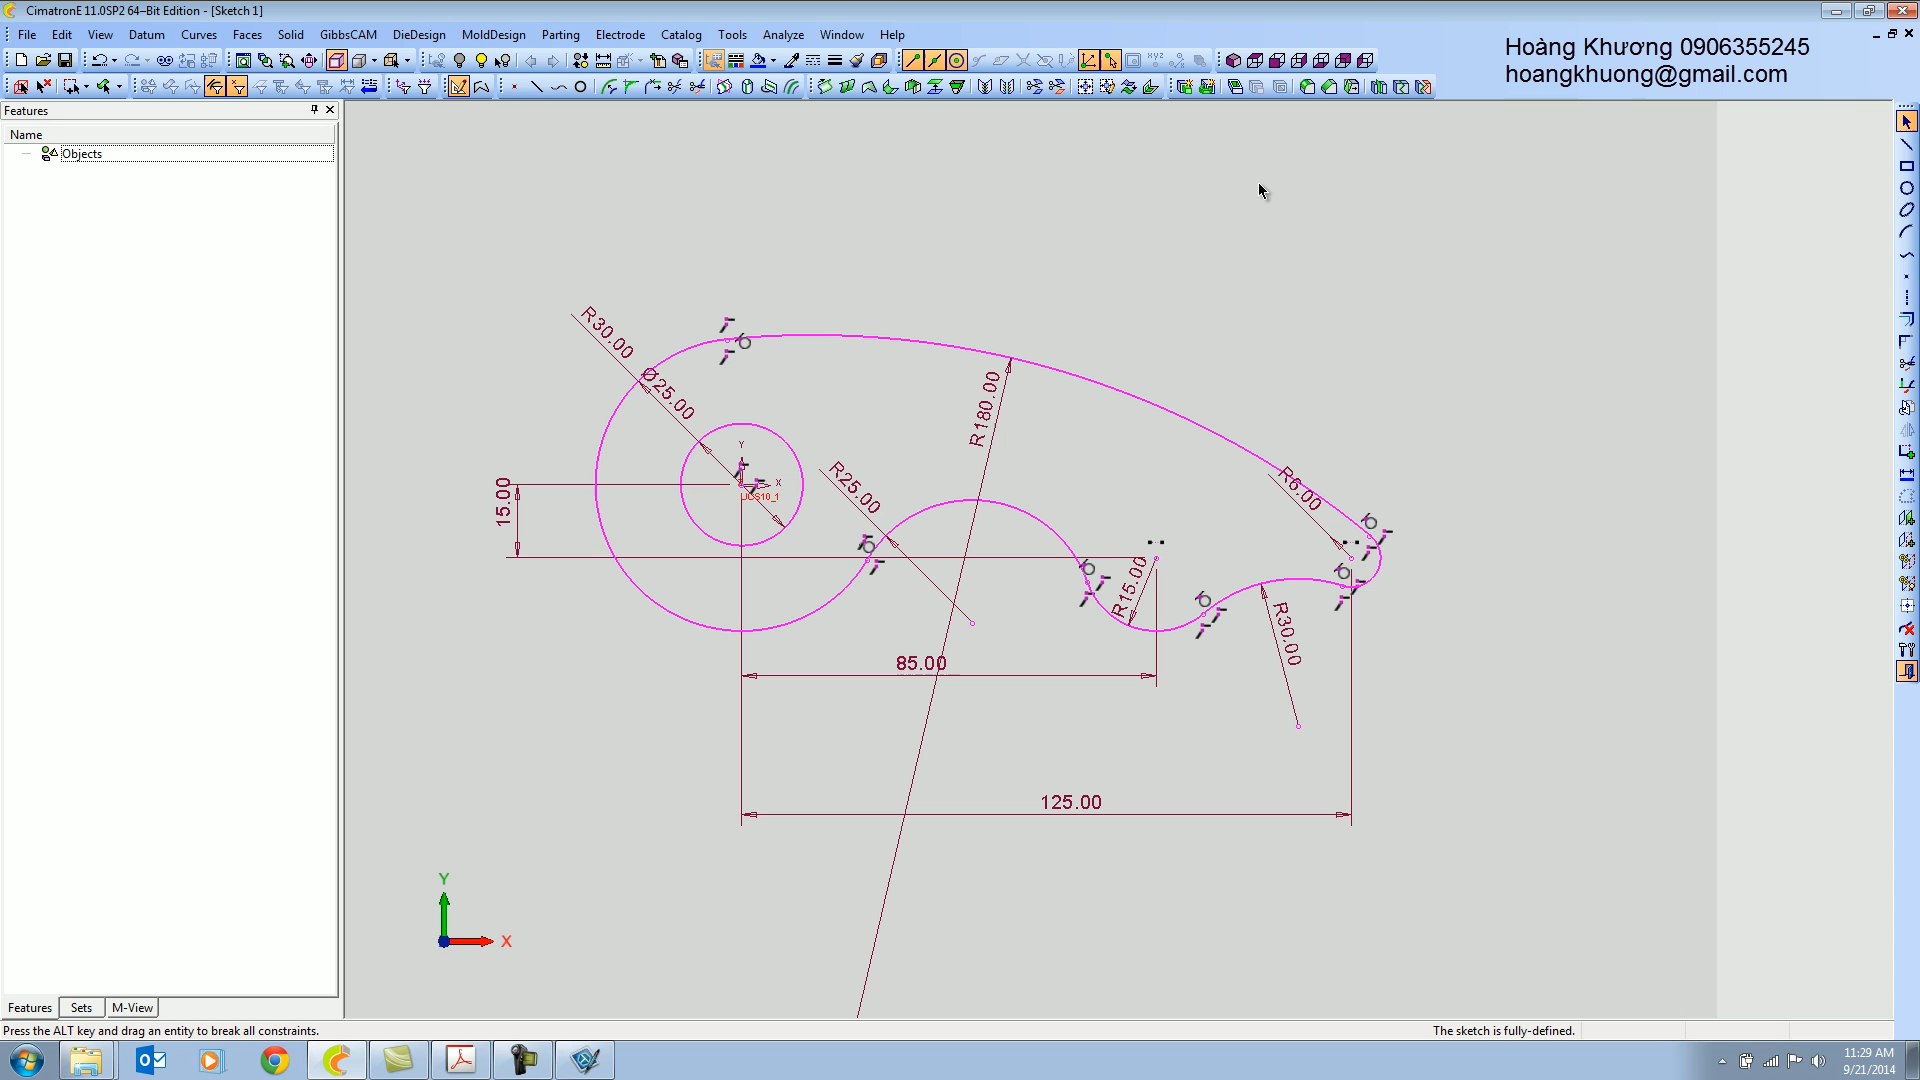 CimatronE 11.0SP2 64–Bit Edition - [Sketch 1]
File Edit View Datum Curves Faces Solid GibbsCAM DieDesign MoldDesign Parting Electrode Catalog Tools Analyze Window Help
Hoàng Khương 0906355245
hoangkhuong@gmail.com
Features
Name
Objects
R30.00
Ø25.00
R180.00
R25.00
R6.00
15.00
Y
X
UCS10_1
R15.00
R30.00
85.00
125.00
Y
X
Features Sets M-View
Press the ALT key and drag an entity to break all constraints.
The sketch is fully-defined.
11:29 AM
9/21/2014